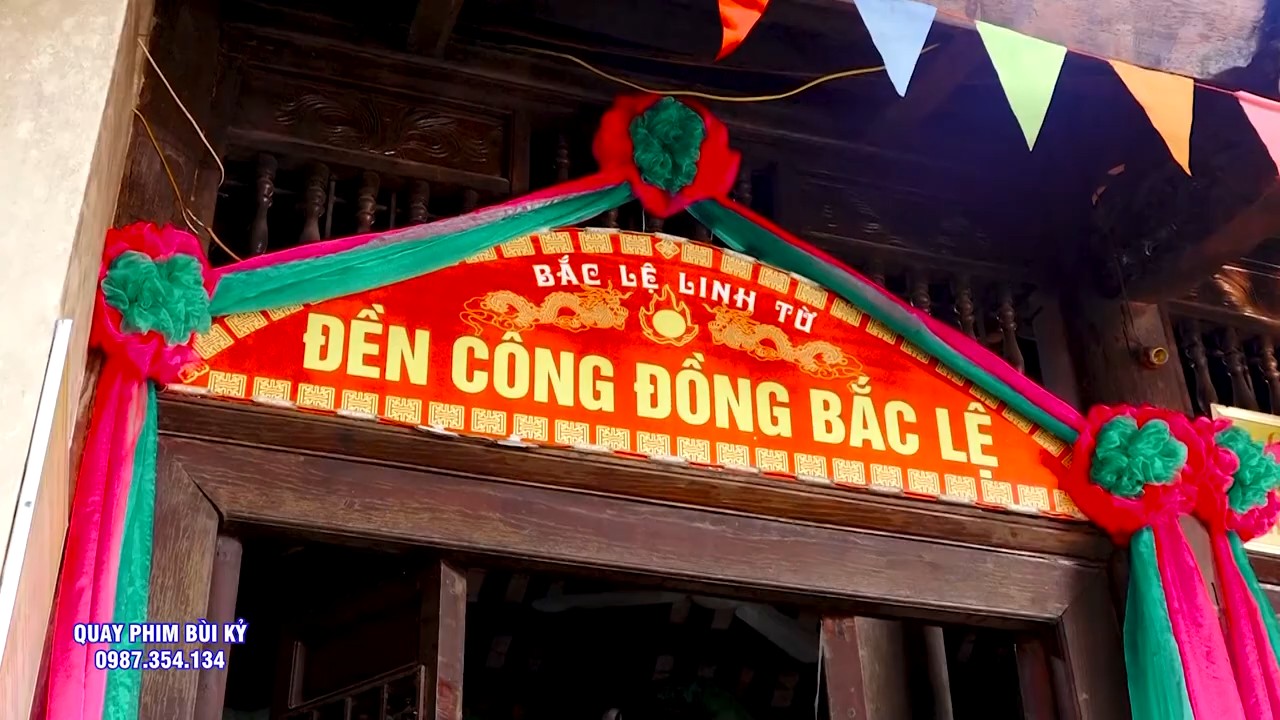 BẮC LỆ LINH TỪ
ĐỀN CÔNG ĐỒNG BẮC LỆ
QUAY PHIM BÙI KỶ
0987.354.134